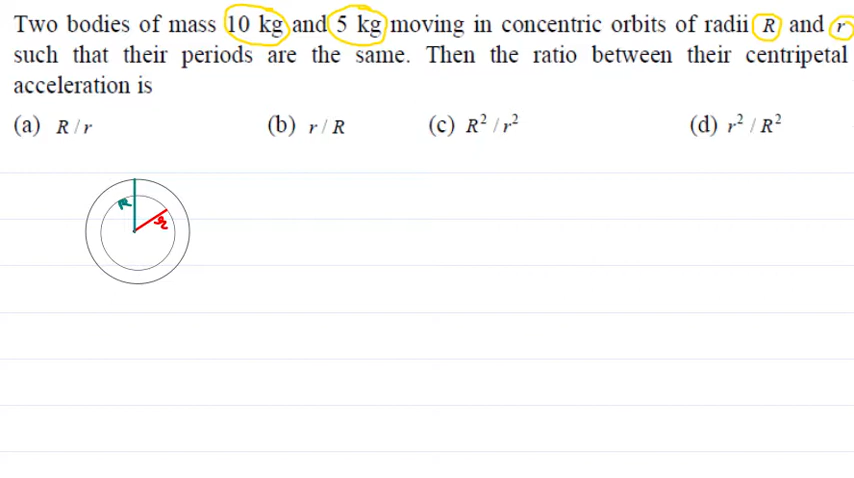 Two bodies of mass 10 kg and 5 kg moving in concentric orbits of radii R and r
such that their periods are the same. Then the ratio between their centripetal
acceleration is
(a) R / r (b) r / R (c) R² / r² (d) r² / R²
R r